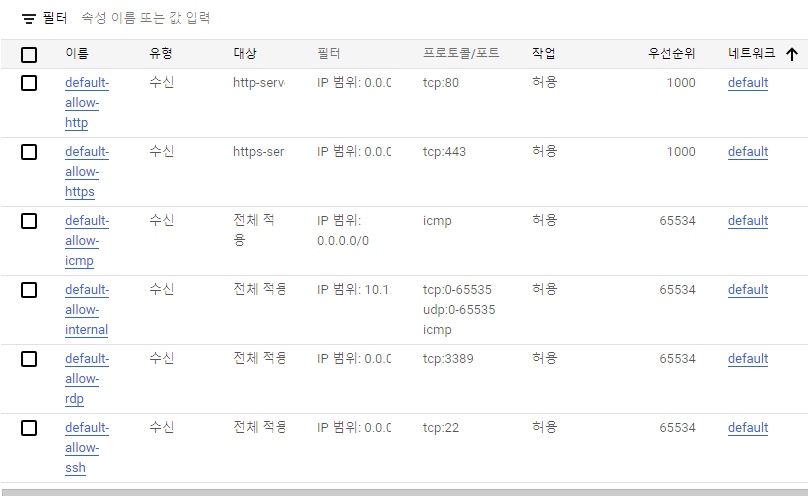 필터 속성 이름 또는 값 입력
이름 유형 대상 필터 프로토콜/포트 작업 우선순위 네트워크
default- 수신 http-serv IP 범위: 0.0.0 tcp:80 허용 1000 default
allow-
http
default- 수신 https-ser IP 범위: 0.0.0 tcp:443 허용 1000 default
allow-
https
default- 수신 전체 적 IP 범위: icmp 허용 65534 default
allow- 용 0.0.0.0/0
icmp
default- 수신 전체 적용 IP 범위: 10.1 tcp:0-65535 허용 65534 default
allow- udp:0-65535
internal icmp
default- 수신 전체 적용 IP 범위: 0.0.0 tcp:3389 허용 65534 default
allow-
rdp
default- 수신 전체 적용 IP 범위: 0.0.0 tcp:22 허용 65534 default
allow-
ssh